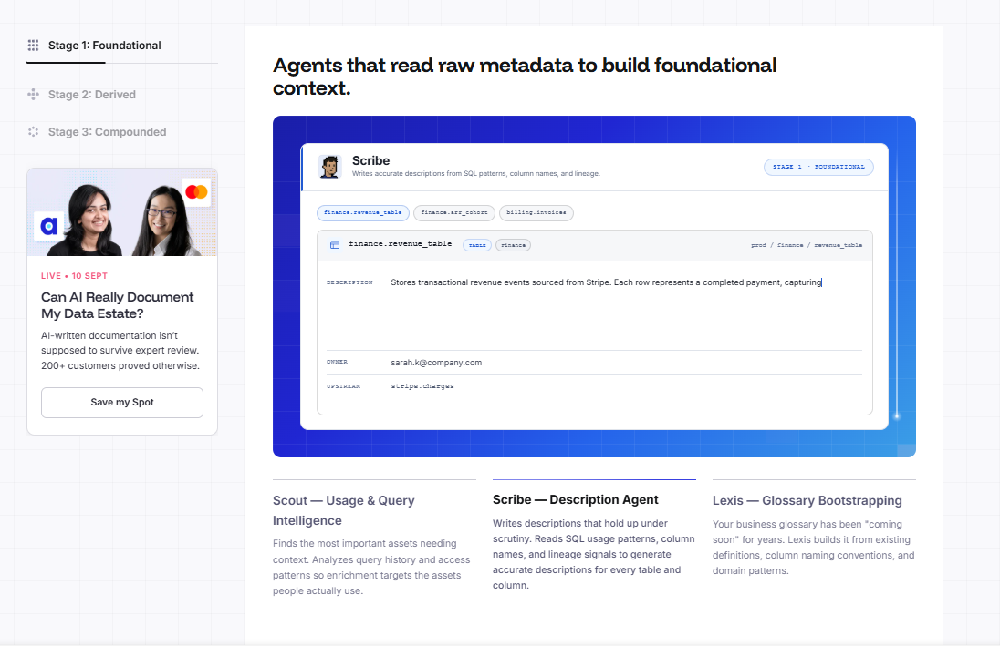 Stage 1: Foundational
Stage 2: Derived
Stage 3: Compounded
a
LIVE • 10 SEPT
Can AI Really Document
My Data Estate?
AI-written documentation isn't
supposed to survive expert review.
200+ customers proved otherwise.
Save my Spot
Agents that read raw metadata to build foundational
context.
Scribe
Writes accurate descriptions from SQL patterns, column names, and lineage.
STAGE 1 · FOUNDATIONAL
finance.revenue_table
finance.arr_cohort
billing.invoices
finance.revenue_table
TABLE
finance
prod / finance / revenue_table
DESCRIPTION
Stores transactional revenue events sourced from Stripe. Each row represents a completed payment, capturing
OWNER
sarah.k@company.com
UPSTREAM
stripe.charges
Scout — Usage & Query
Intelligence
Finds the most important assets needing
context. Analyzes query history and access
patterns so enrichment targets the assets
people actually use.
Scribe — Description Agent
Writes descriptions that hold up under
scrutiny. Reads SQL usage patterns, column
names, and lineage signals to generate
accurate descriptions for every table and
column.
Lexis — Glossary Bootstrapping
Your business glossary has been "coming
soon" for years. Lexis builds it from existing
definitions, column naming conventions, and
domain patterns.